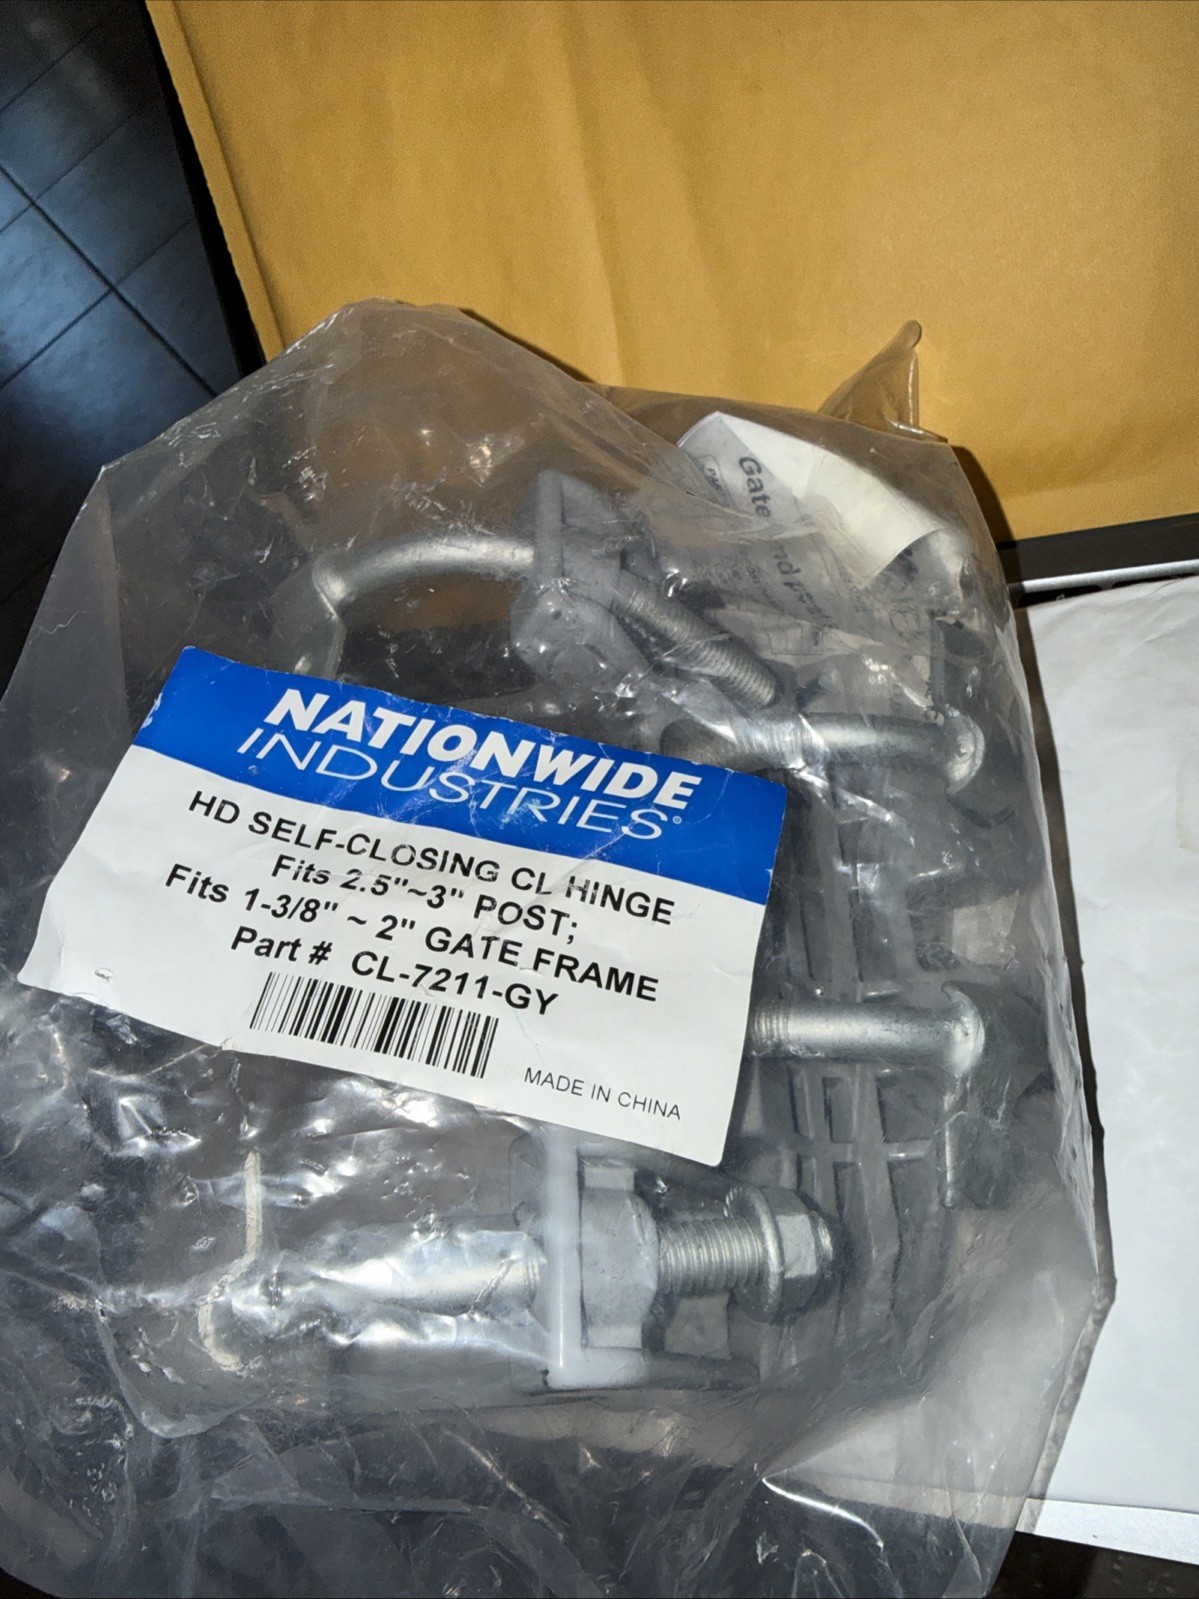 NATIONWIDE
INDUSTRIES®
HD SELF-CLOSING CL HINGE
Fits 2.5"~3" POST;
Fits 1-3/8" ~ 2" GATE FRAME
Part # CL-7211-GY
MADE IN CHINA
Gate